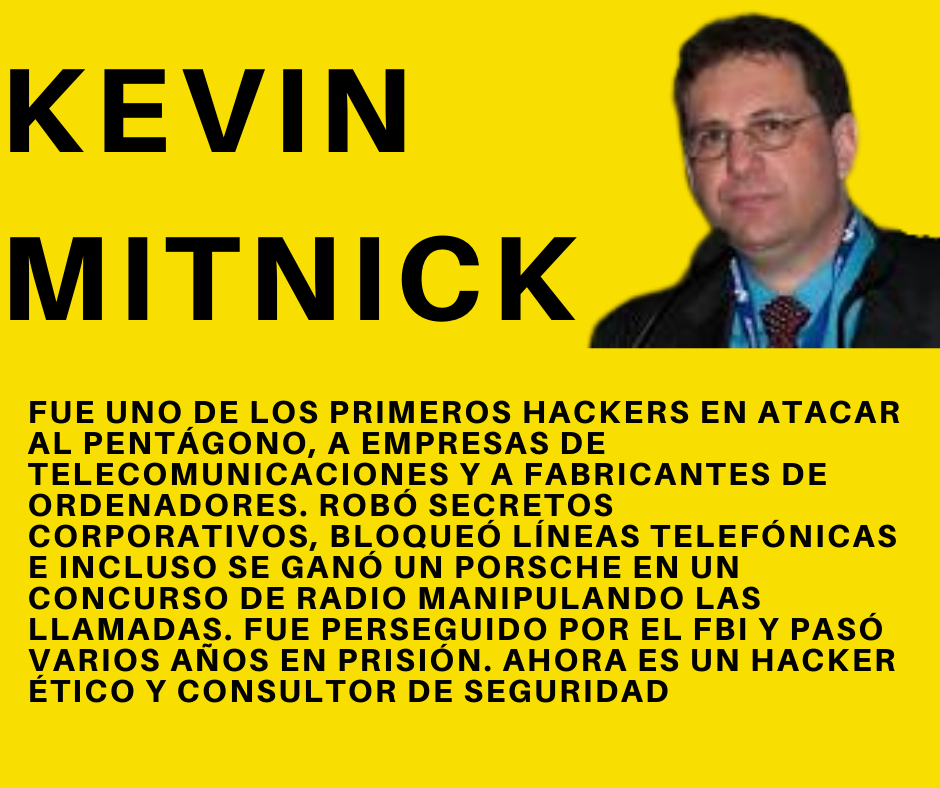 KEVIN
MITNICK
FUE UNO DE LOS PRIMEROS HACKERS EN ATACAR
AL PENTÁGONO, A EMPRESAS DE
TELECOMUNICACIONES Y A FABRICANTES DE
ORDENADORES. ROBÓ SECRETOS
CORPORATIVOS, BLOQUEÓ LÍNEAS TELEFÓNICAS
E INCLUSO SE GANÓ UN PORSCHE EN UN
CONCURSO DE RADIO MANIPULANDO LAS
LLAMADAS. FUE PERSEGUIDO POR EL FBI Y PASÓ
VARIOS AÑOS EN PRISIÓN. AHORA ES UN HACKER
ÉTICO Y CONSULTOR DE SEGURIDAD